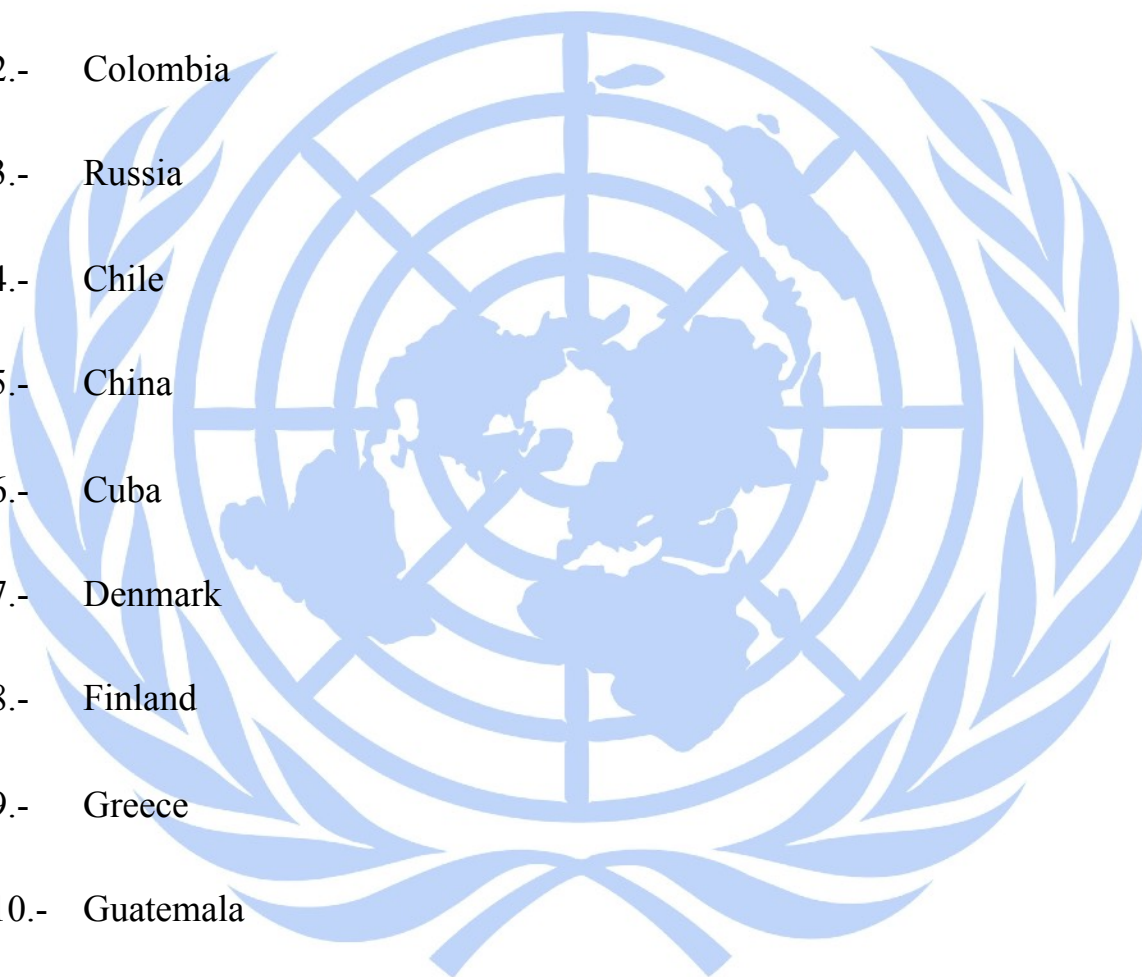 2.- Colombia
3.- Russia
4.- Chile
5.- China
6.- Cuba
7.- Denmark
8.- Finland
9.- Greece
10.- Guatemala